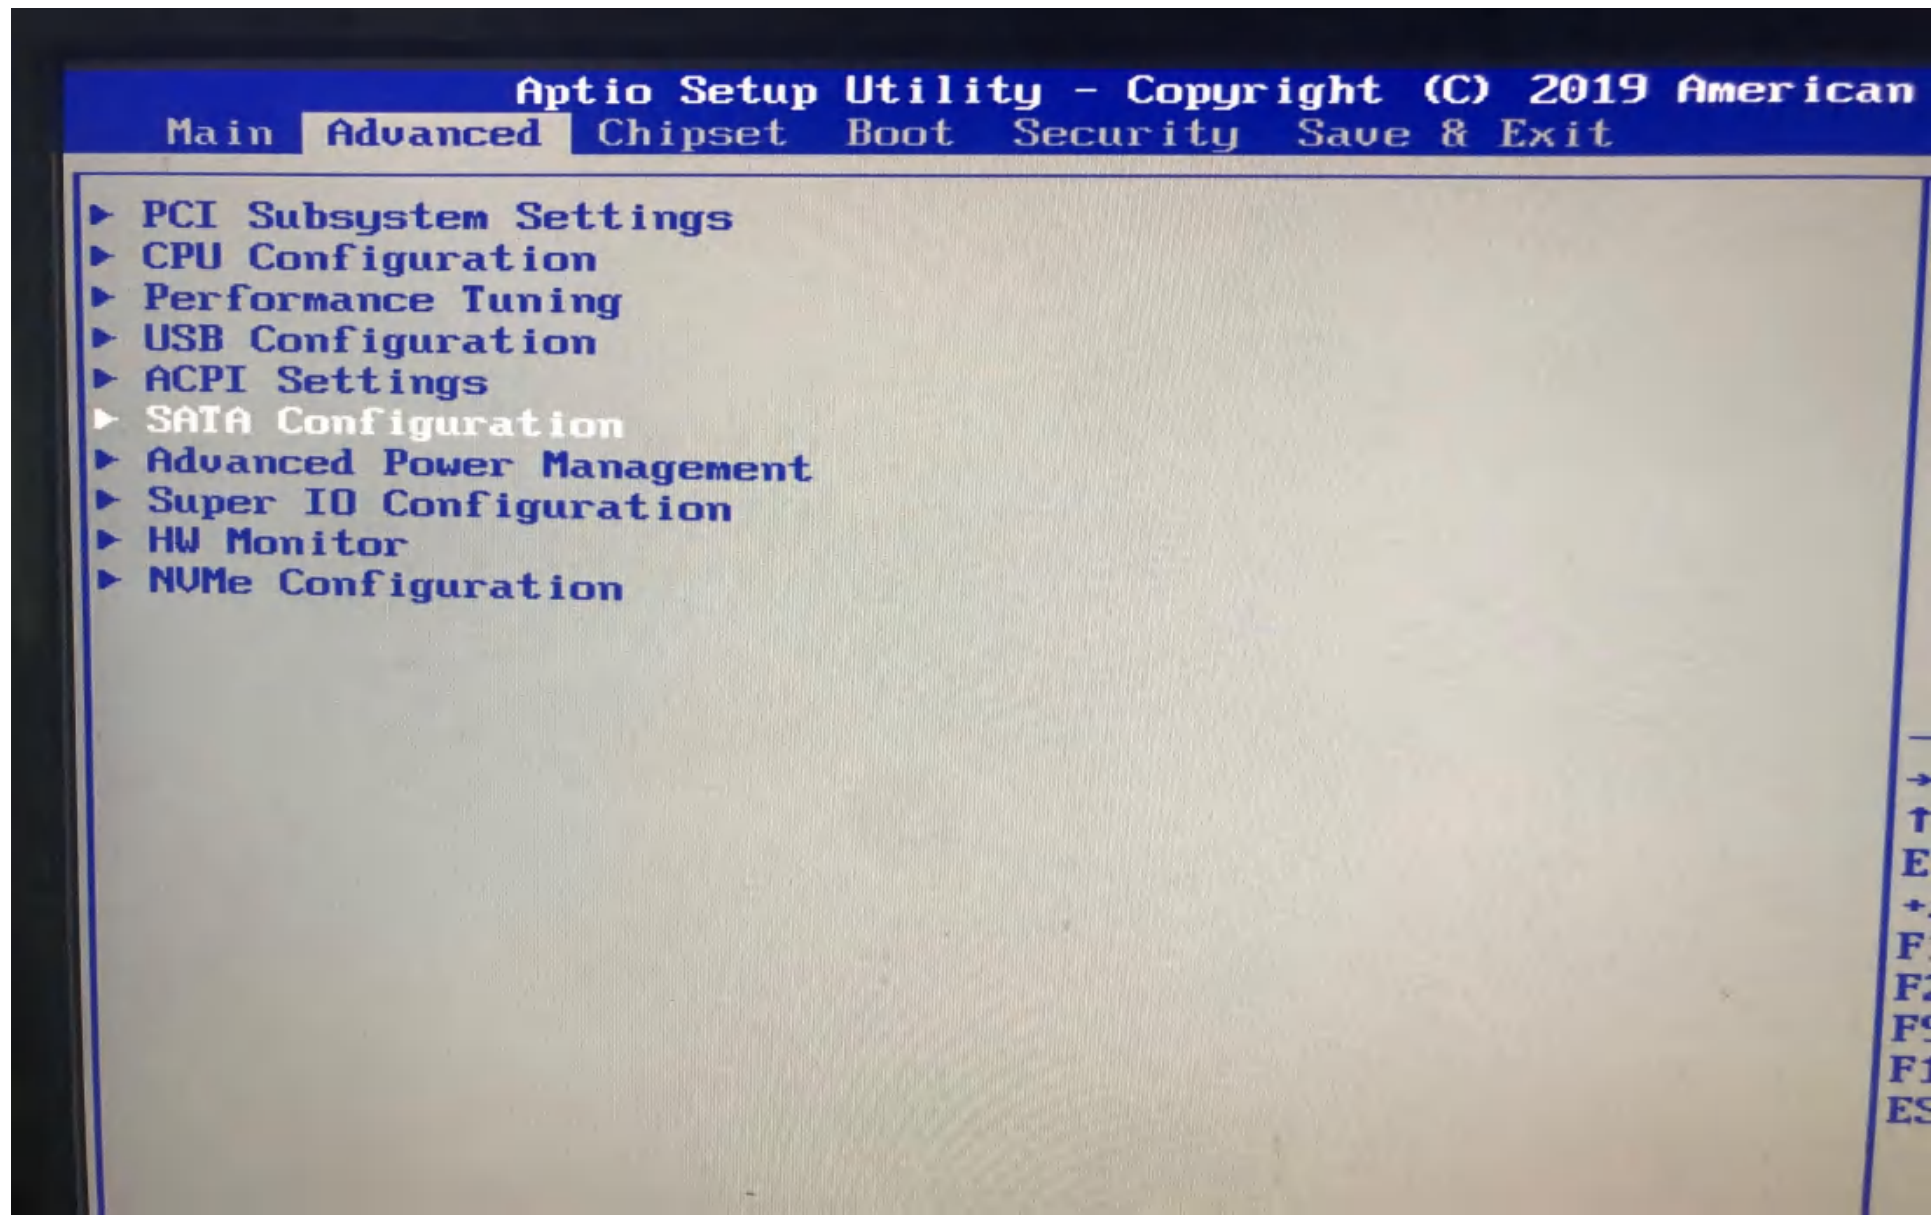 Aptio Setup Utility - Copyright (C) 2019 American
Main Advanced Chipset Boot Security Save & Exit
► PCI Subsystem Settings
► CPU Configuration
► Performance Tuning
► USB Configuration
► ACPI Settings
► SATA Configuration
► Advanced Power Management
► Super IO Configuration
► HW Monitor
► NVMe Configuration